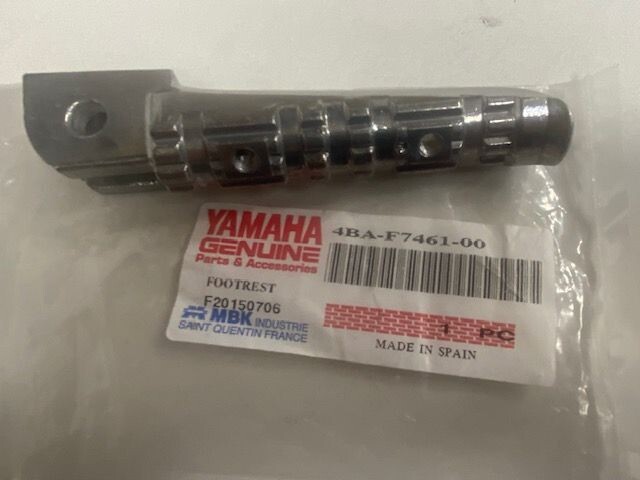 YAMAHA
GENUINE
Parts & Accessories
4BA-F7461-00
FOOTREST
F20150706
MBK INDUSTRIE
SAINT QUENTIN FRANCE
1 PC
MADE IN SPAIN